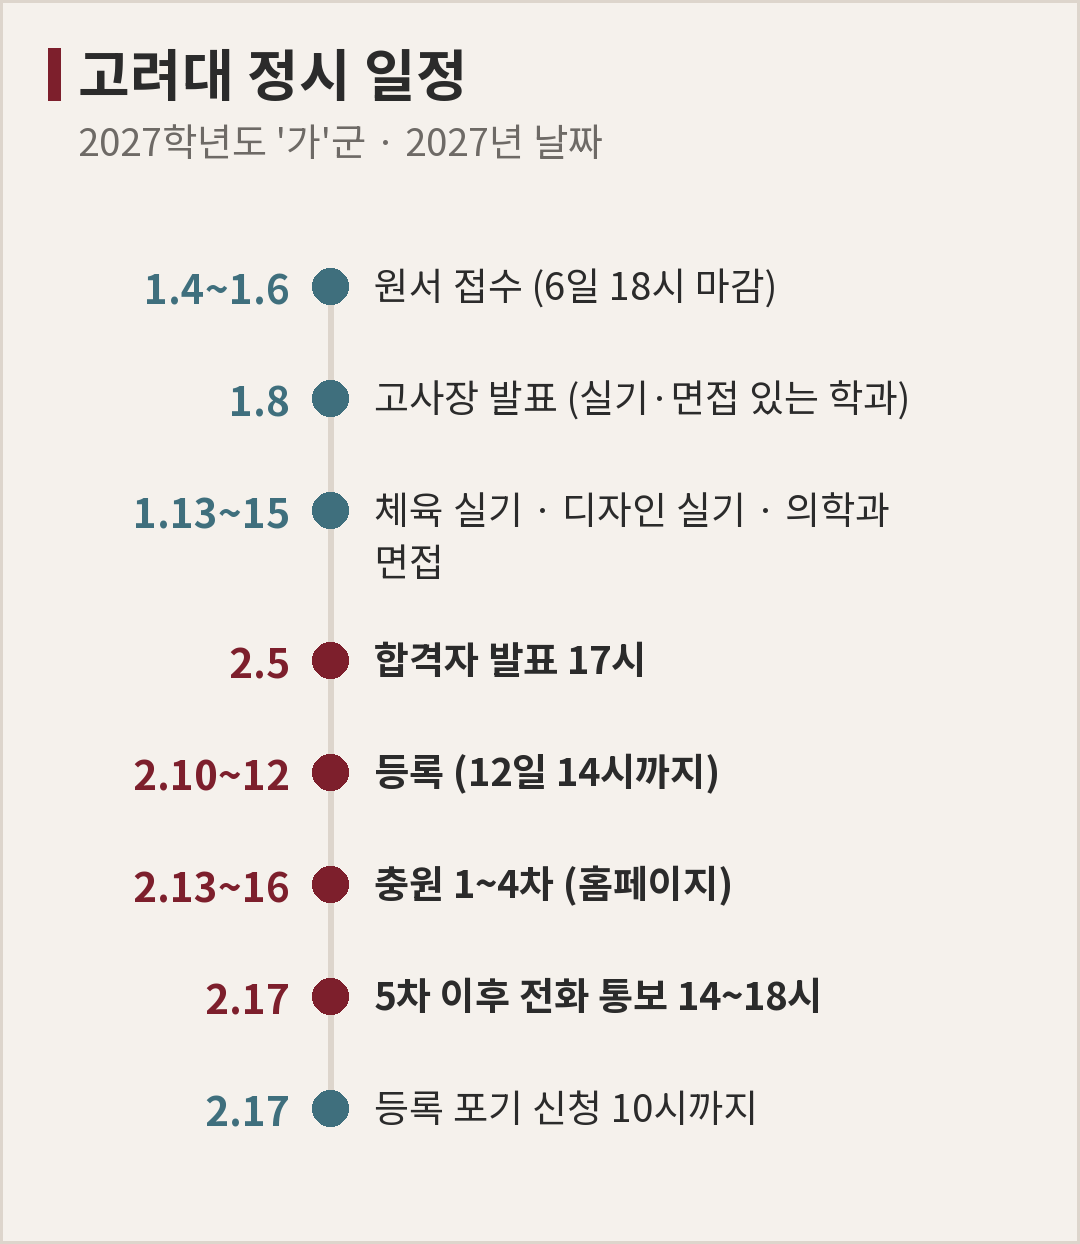 고려대 정시 일정
2027학년도 '가'군 · 2027년 날짜
1.4~1.6 원서 접수 (6일 18시 마감)
1.8 고사장 발표 (실기·면접 있는 학과)
1.13~15 체육 실기 · 디자인 실기 · 의학과
면접
2.5 합격자 발표 17시
2.10~12 등록 (12일 14시까지)
2.13~16 충원 1~4차 (홈페이지)
2.17 5차 이후 전화 통보 14~18시
2.17 등록 포기 신청 10시까지